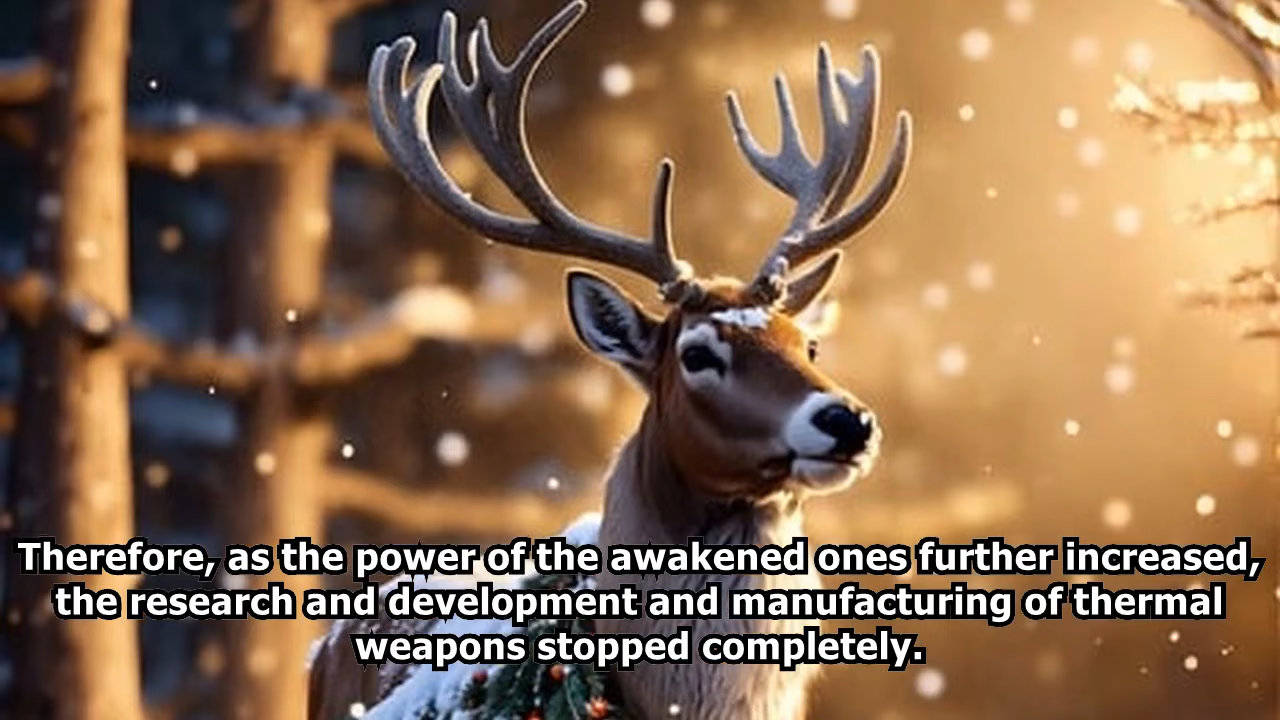 Therefore, as the power of the awakened ones further increased,
the research and development and manufacturing of thermal
weapons stopped completely.